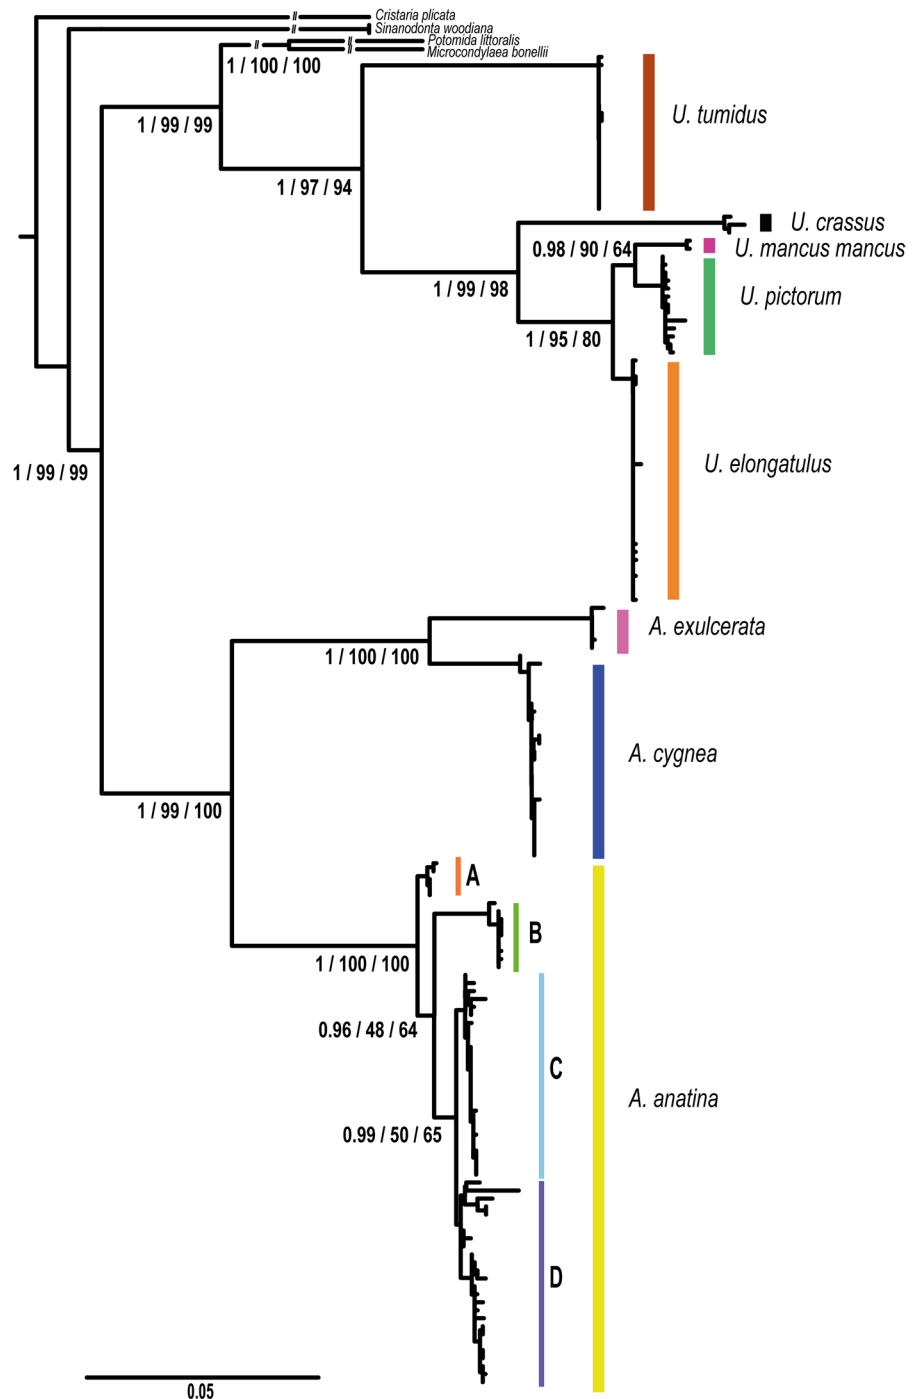 Cristaria plicata
Sinanodonta woodiana
Potomida littoralis
Microcondylaea bonellii
1 / 100 / 100
U. tumidus
1 / 99 / 99
1 / 97 / 94
U. crassus
0.98 / 90 / 64
U. mancus mancus
1 / 99 / 98
U. pictorum
1 / 95 / 80
U. elongatulus
1 / 99 / 99
A. exulcerata
1 / 100 / 100
A. cygnea
1 / 99 / 100
A
B
1 / 100 / 100
0.96 / 48 / 64
C
A. anatina
0.99 / 50 / 65
D
0.05